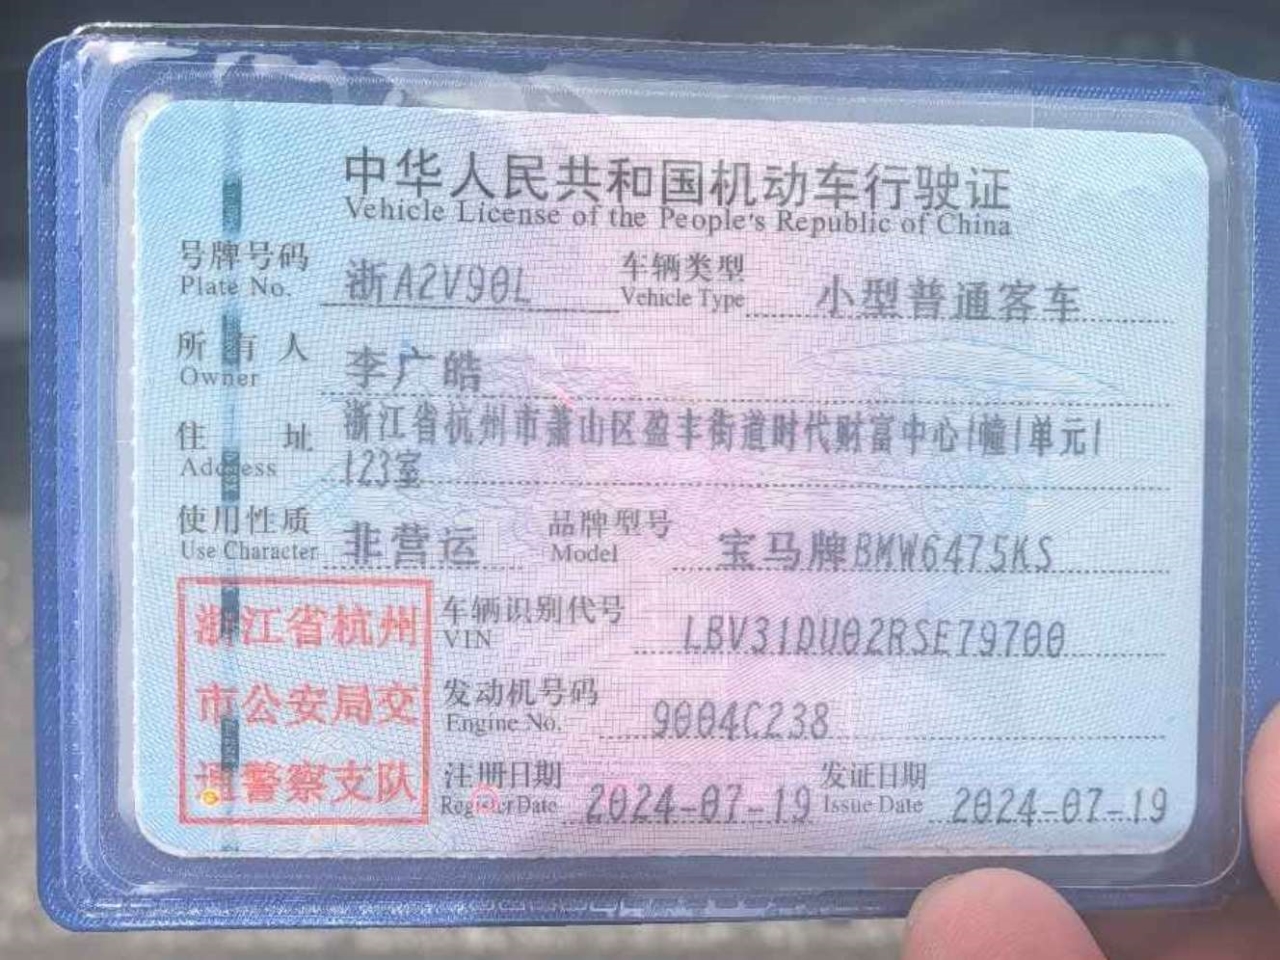 中华人民共和国机动车行驶证
Vehicle License of the People's Republic of China
号牌号码 浙A2V90L 车辆类型 小型普通客车
Plate No. Vehicle Type
所有人 李广皓
Owner
住址 浙江省杭州市萧山区盈丰街道时代财富中心1幢1单元1
Address 123室
使用性质 非营运 品牌型号 宝马牌BMW6475KS
Use Character Model
浙江省杭州 车辆识别代号 LBV31DU02RSE79700
VIN
市公安局交 发动机号码 9004C238
Engine No.
通警察支队 注册日期 2024-07-19 发证日期 2024-07-19
Register Date Issue Date